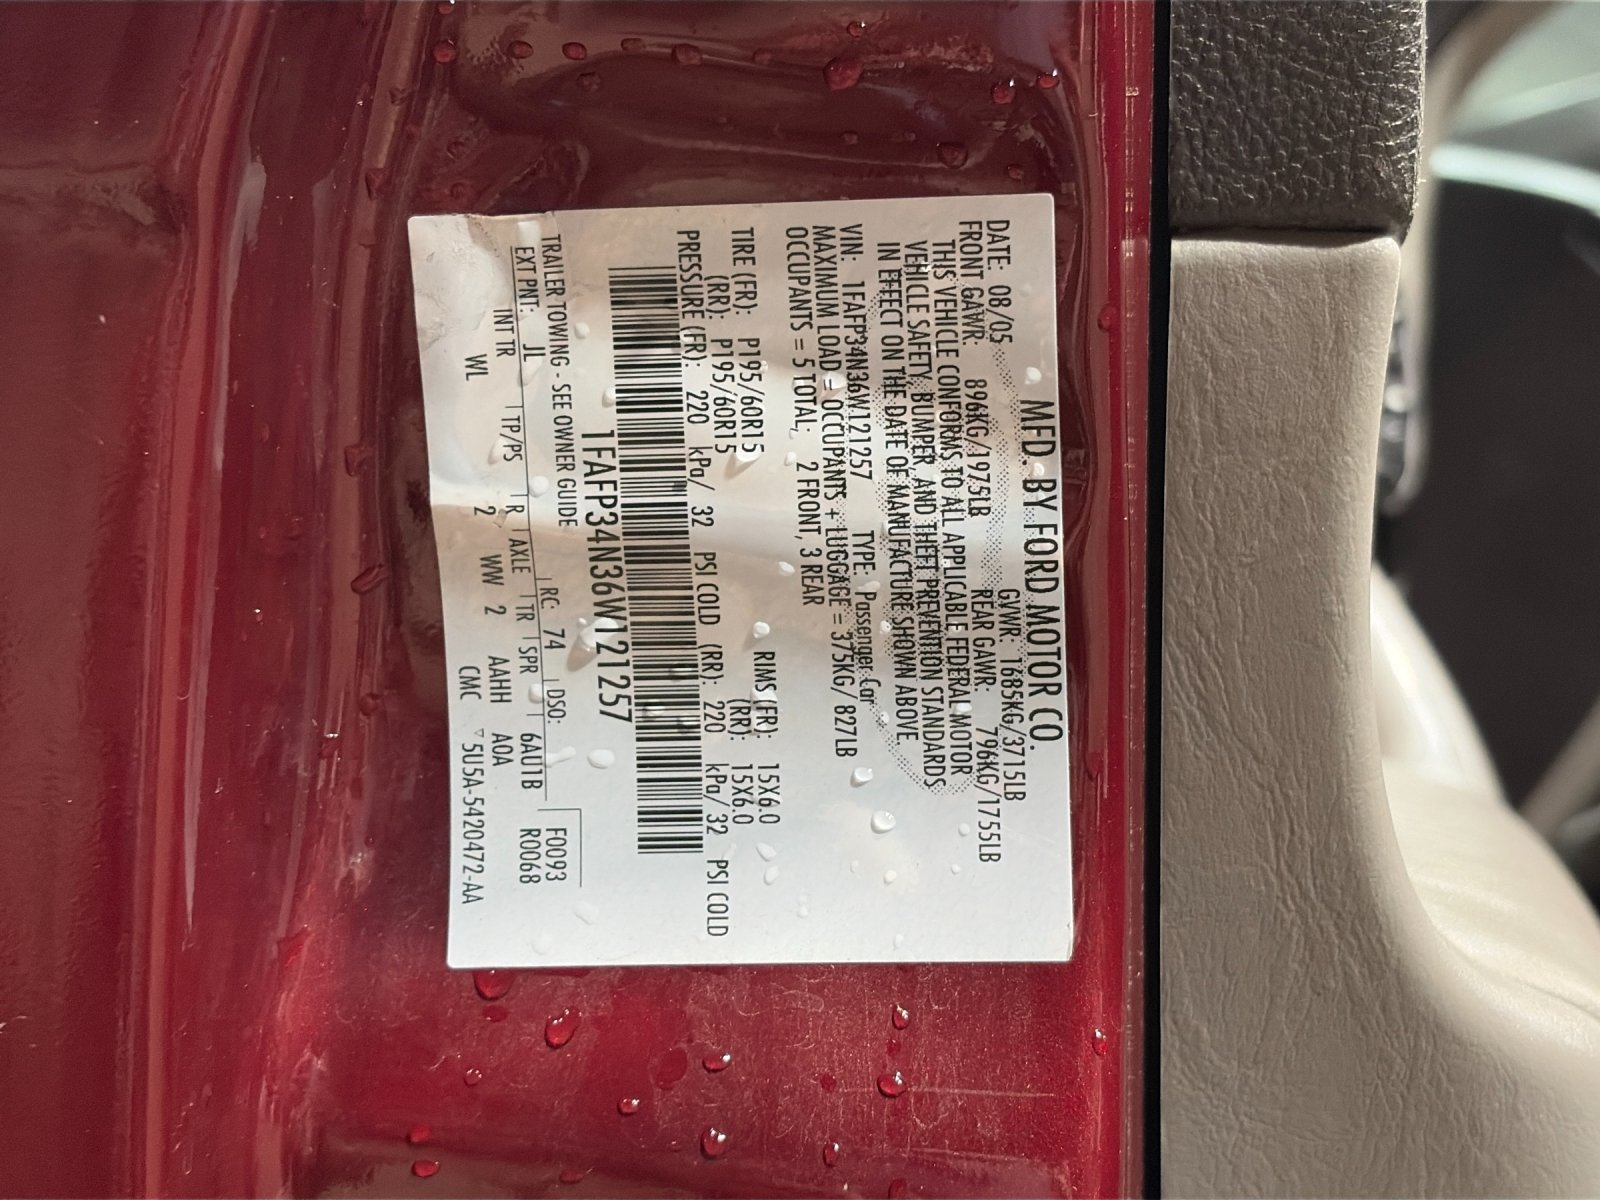 MFD. BY FORD MOTOR CO.
DATE: 08/05 GVWR: 1685KG/3715LB
FRONT GAWR: 896KG/1975LB REAR GAWR: 796KG/1755LB
THIS VEHICLE CONFORMS TO ALL APPLICABLE FEDERAL MOTOR
VEHICLE SAFETY, BUMPER, AND THEFT PREVENTION STANDARDS
IN EFFECT ON THE DATE OF MANUFACTURE SHOWN ABOVE.
VIN: 1FAFP34N36W121257 TYPE: Passenger Car
MAXIMUM LOAD = OCCUPANTS + LUGGAGE = 375KG/ 827LB
OCCUPANTS = 5 TOTAL; 2 FRONT, 3 REAR
TIRE (FR): P195/60R15 RIMS (FR): 15X6.0
(RR): P195/60R15 (RR): 15X6.0
PRESSURE (FR): 220 kPa/ 32 PSI COLD (RR): 220 kPa/ 32 PSI COLD
1FAFP34N36W121257
TRAILER TOWING - SEE OWNER GUIDE RC: 74 DSO: F0093
EXT PNT: JL 6AU1B R0068
INT TR TP/PS R AXLE TR SPR AAHH AOA
WL 2 WW 2 CMC ▽5U5A-5420472-AA